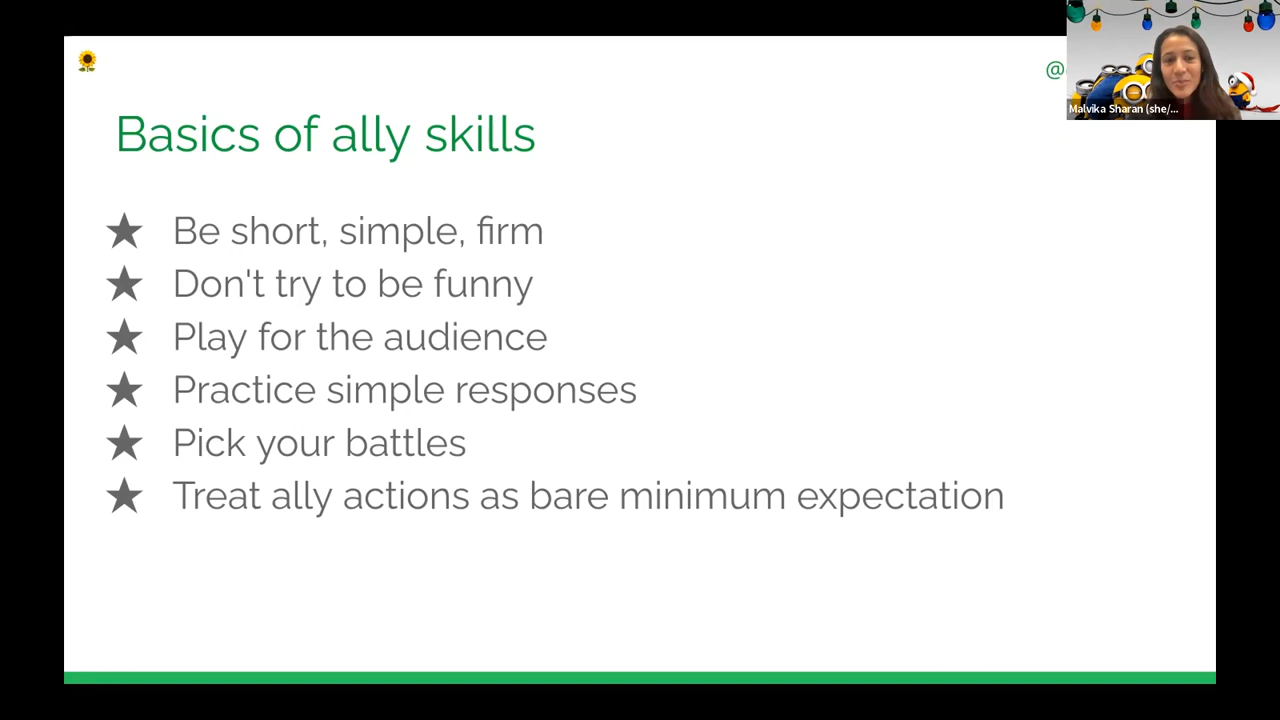 @
Malvika Sharan (she/...
Basics of ally skills
★ Be short, simple, firm
★ Don't try to be funny
★ Play for the audience
★ Practice simple responses
★ Pick your battles
★ Treat ally actions as bare minimum expectation